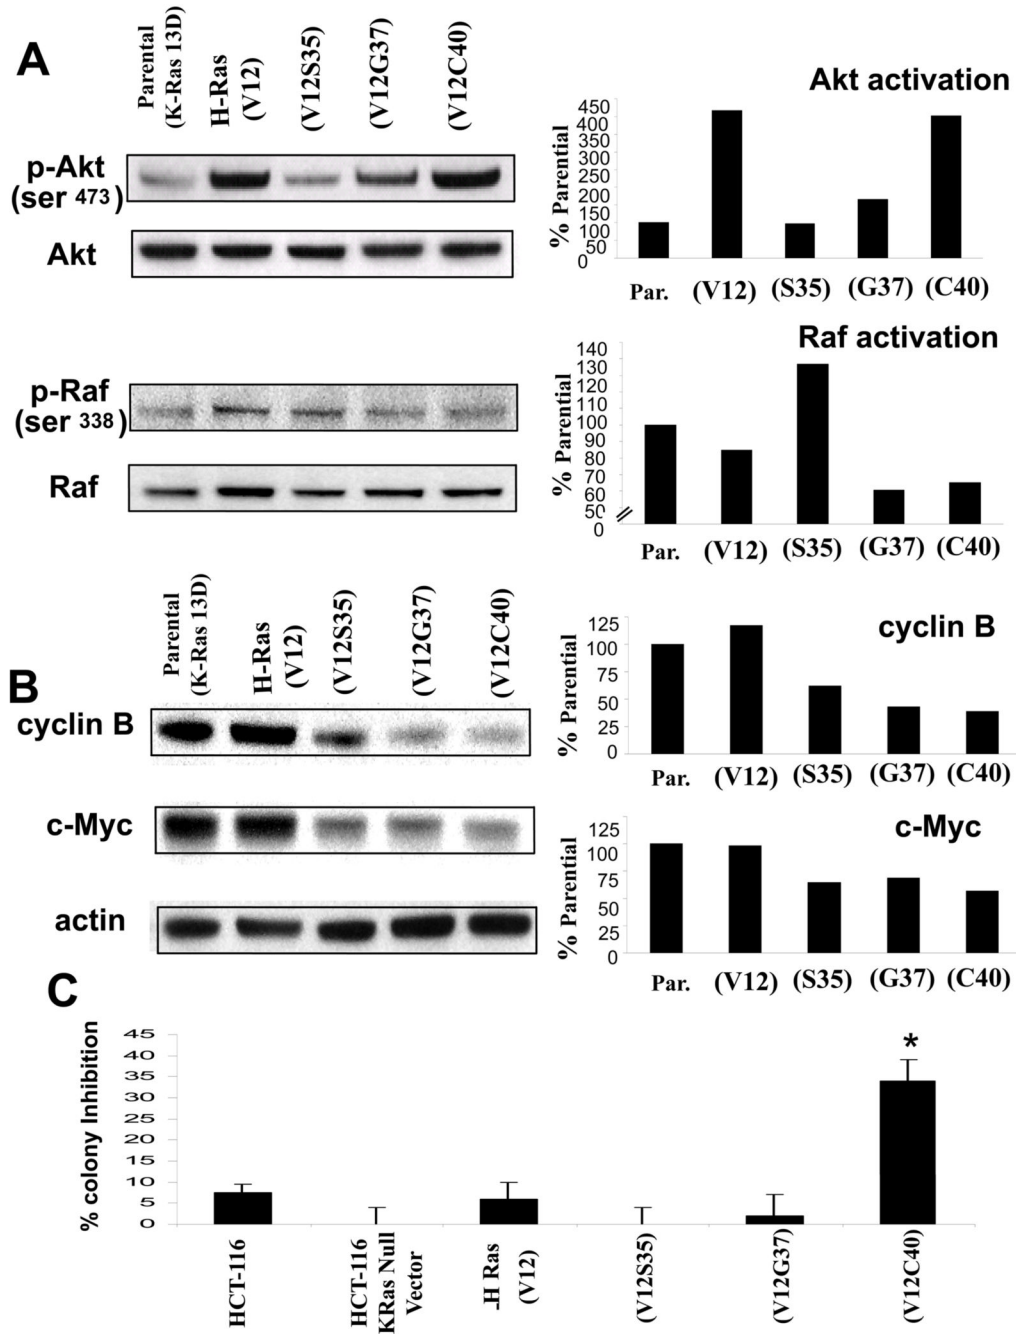 A
Parental
(K-Ras 13D)
H-Ras
(V12)
(V12S35)
(V12G37)
(V12C40)
p-Akt
(ser 473)
Akt
Akt activation
% Parential
450
400
350
300
200
150
100
50
0
Par. (V12) (S35) (G37) (C40)
p-Raf
(ser 338)
Raf
Raf activation
% Parential
140
130
120
110
100
90
80
70
60
50
0
Par. (V12) (S35) (G37) (C40)
B
Parental
(K-Ras 13D)
H-Ras
(V12)
(V12S35)
(V12G37)
(V12C40)
cyclin B
c-Myc
actin
cyclin B
% Parential
125
100
75
50
25
0
Par. (V12) (S35) (G37) (C40)
c-Myc
% Parential
125
100
75
50
25
0
Par. (V12) (S35) (G37) (C40)
C
% colony Inhibition
45
40
35
30
25
20
15
10
5
0
*
HCT-116
HCT-116
KRas Null
Vector
-H Ras
(V12)
(V12S35)
(V12G37)
(V12C40)